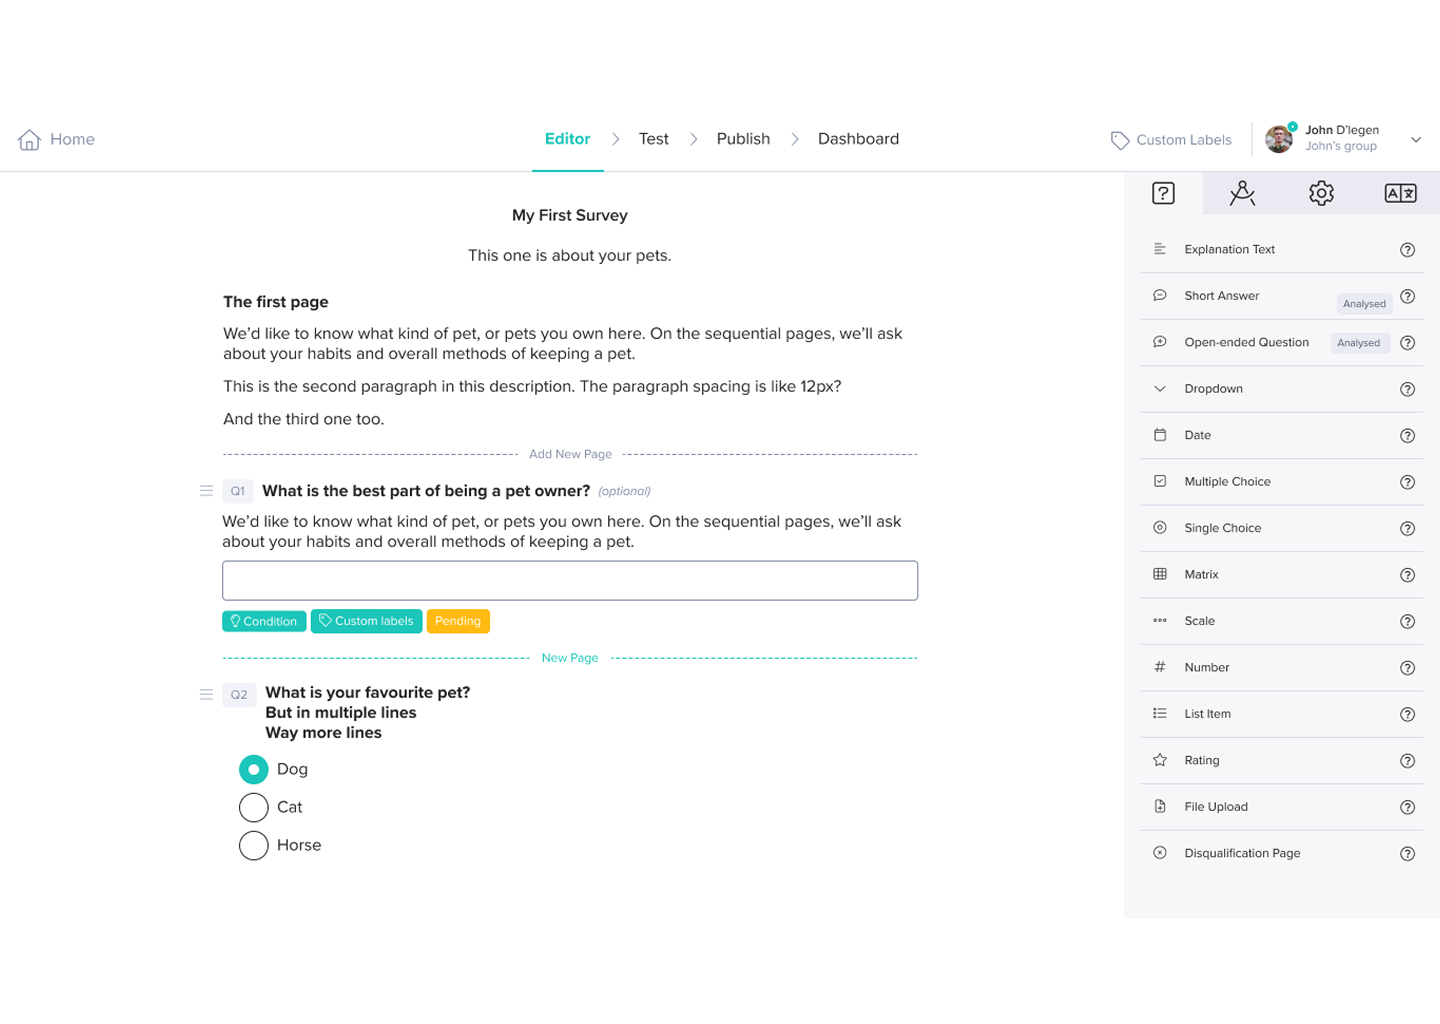 Home
Editor
Test
Publish
Dashboard
Custom Labels
John D'legen
John's group
My First Survey
This one is about your pets.
The first page
We'd like to know what kind of pet, or pets you own here. On the sequential pages, we'll ask
about your habits and overall methods of keeping a pet.
This is the second paragraph in this description. The paragraph spacing is like 12px?
And the third one too.
Add New Page
Q1 What is the best part of being a pet owner? (optional)
We'd like to know what kind of pet, or pets you own here. On the sequential pages, we'll ask
about your habits and overall methods of keeping a pet.
Condition
Custom labels
Pending
New Page
Q2 What is your favourite pet?
But in multiple lines
Way more lines
Dog
Cat
Horse
Explanation Text
Short Answer
Analysed
Open-ended Question
Analysed
Dropdown
Date
Multiple Choice
Single Choice
Matrix
Scale
Number
List Item
Rating
File Upload
Disqualification Page